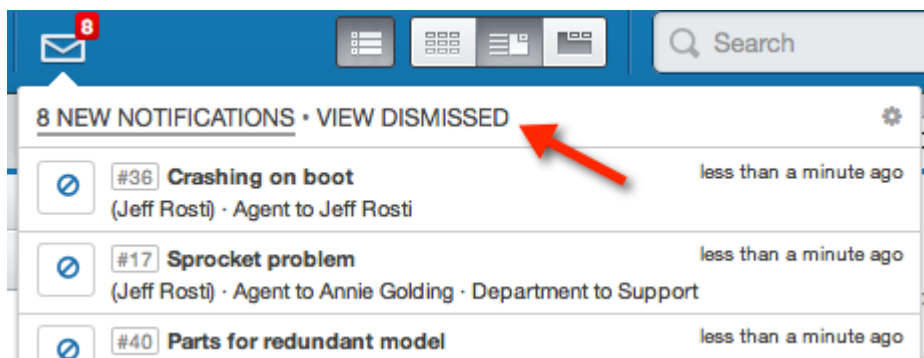 8
Search
8 NEW NOTIFICATIONS • VIEW DISMISSED
#36 Crashing on boot less than a minute ago
(Jeff Rosti) · Agent to Jeff Rosti
#17 Sprocket problem less than a minute ago
(Jeff Rosti) · Agent to Annie Golding · Department to Support
#40 Parts for redundant model less than a minute ago